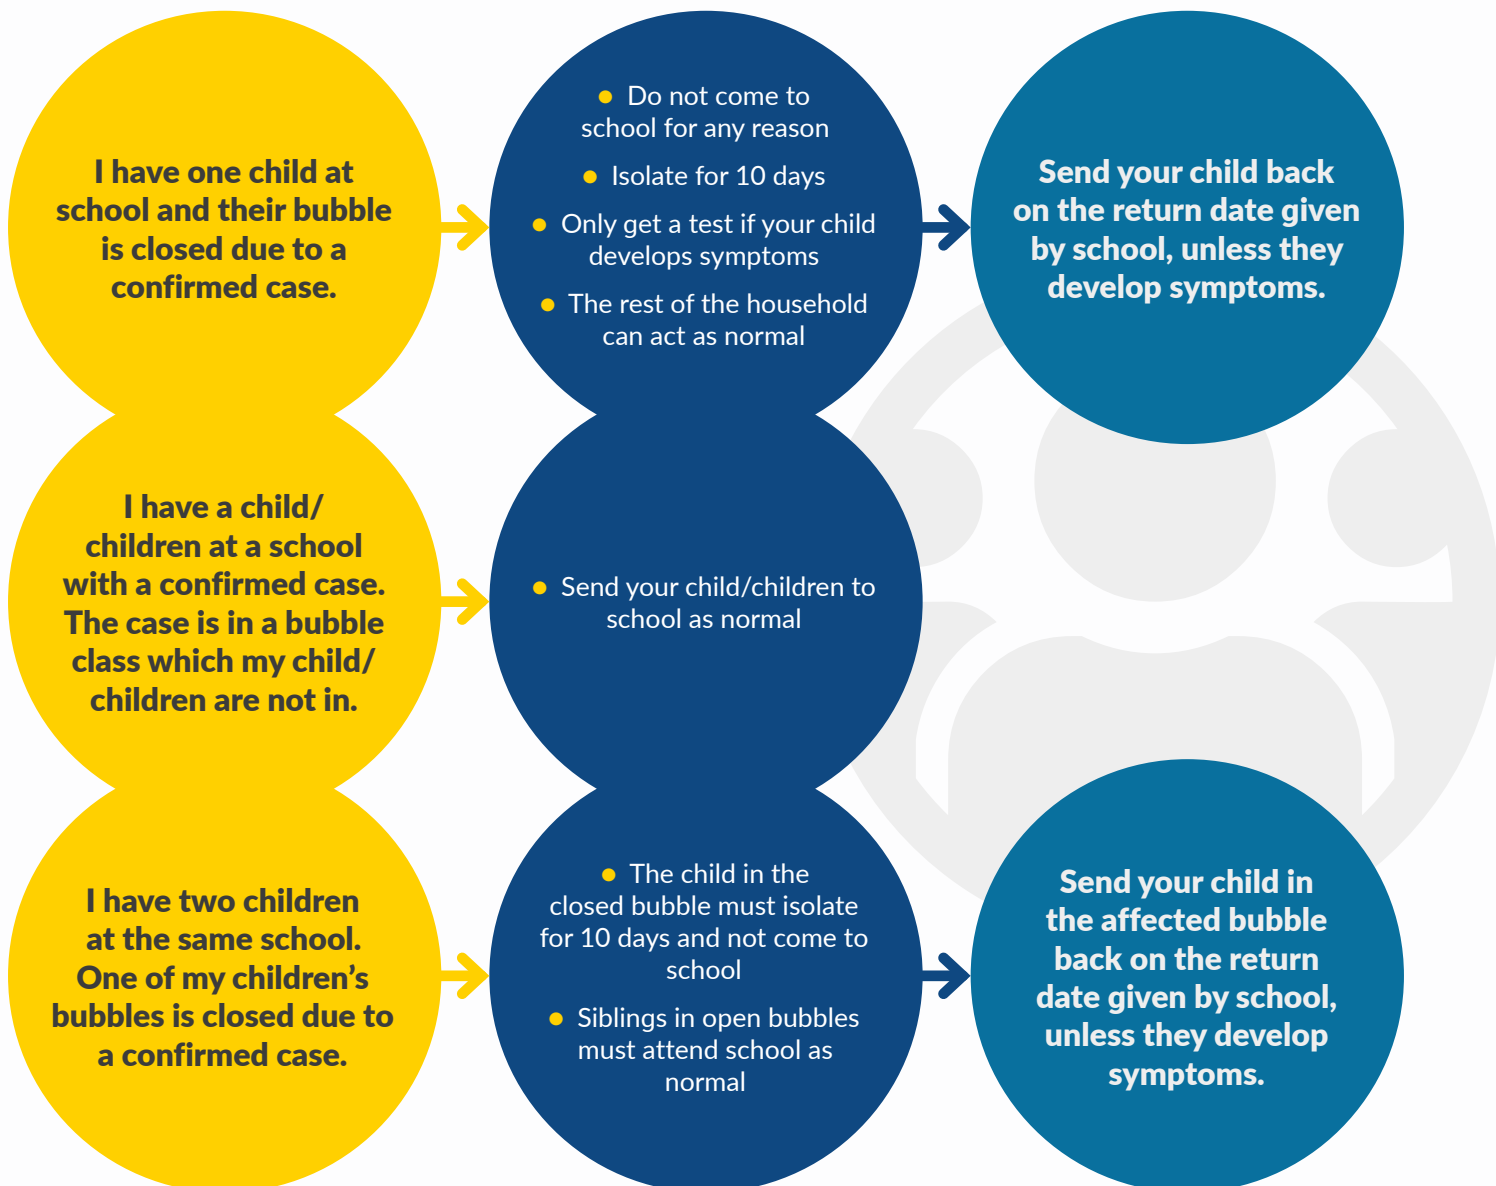 I have one child at
school and their bubble
is closed due to a
confirmed case.
● Do not come to
school for any reason
● Isolate for 10 days
● Only get a test if your child
develops symptoms
● The rest of the household
can act as normal
Send your child back
on the return date given
by school, unless they
develop symptoms.
I have a child/
children at a school
with a confirmed case.
The case is in a bubble
class which my child/
children are not in.
● Send your child/children to
school as normal
I have two children
at the same school.
One of my children’s
bubbles is closed due to
a confirmed case.
● The child in the
closed bubble must isolate
for 10 days and not come to
school
● Siblings in open bubbles
must attend school as
normal
Send your child in
the affected bubble
back on the return
date given by school,
unless they develop
symptoms.